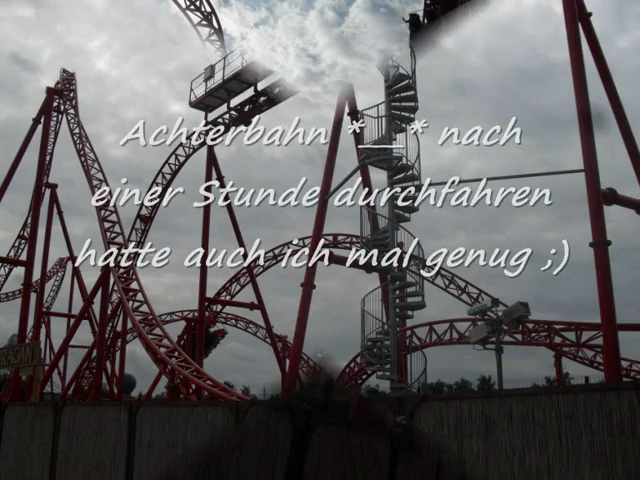 Achterbahn *__* nach
einer Stunde durchfahren
hatte auch ich mal genug ;)